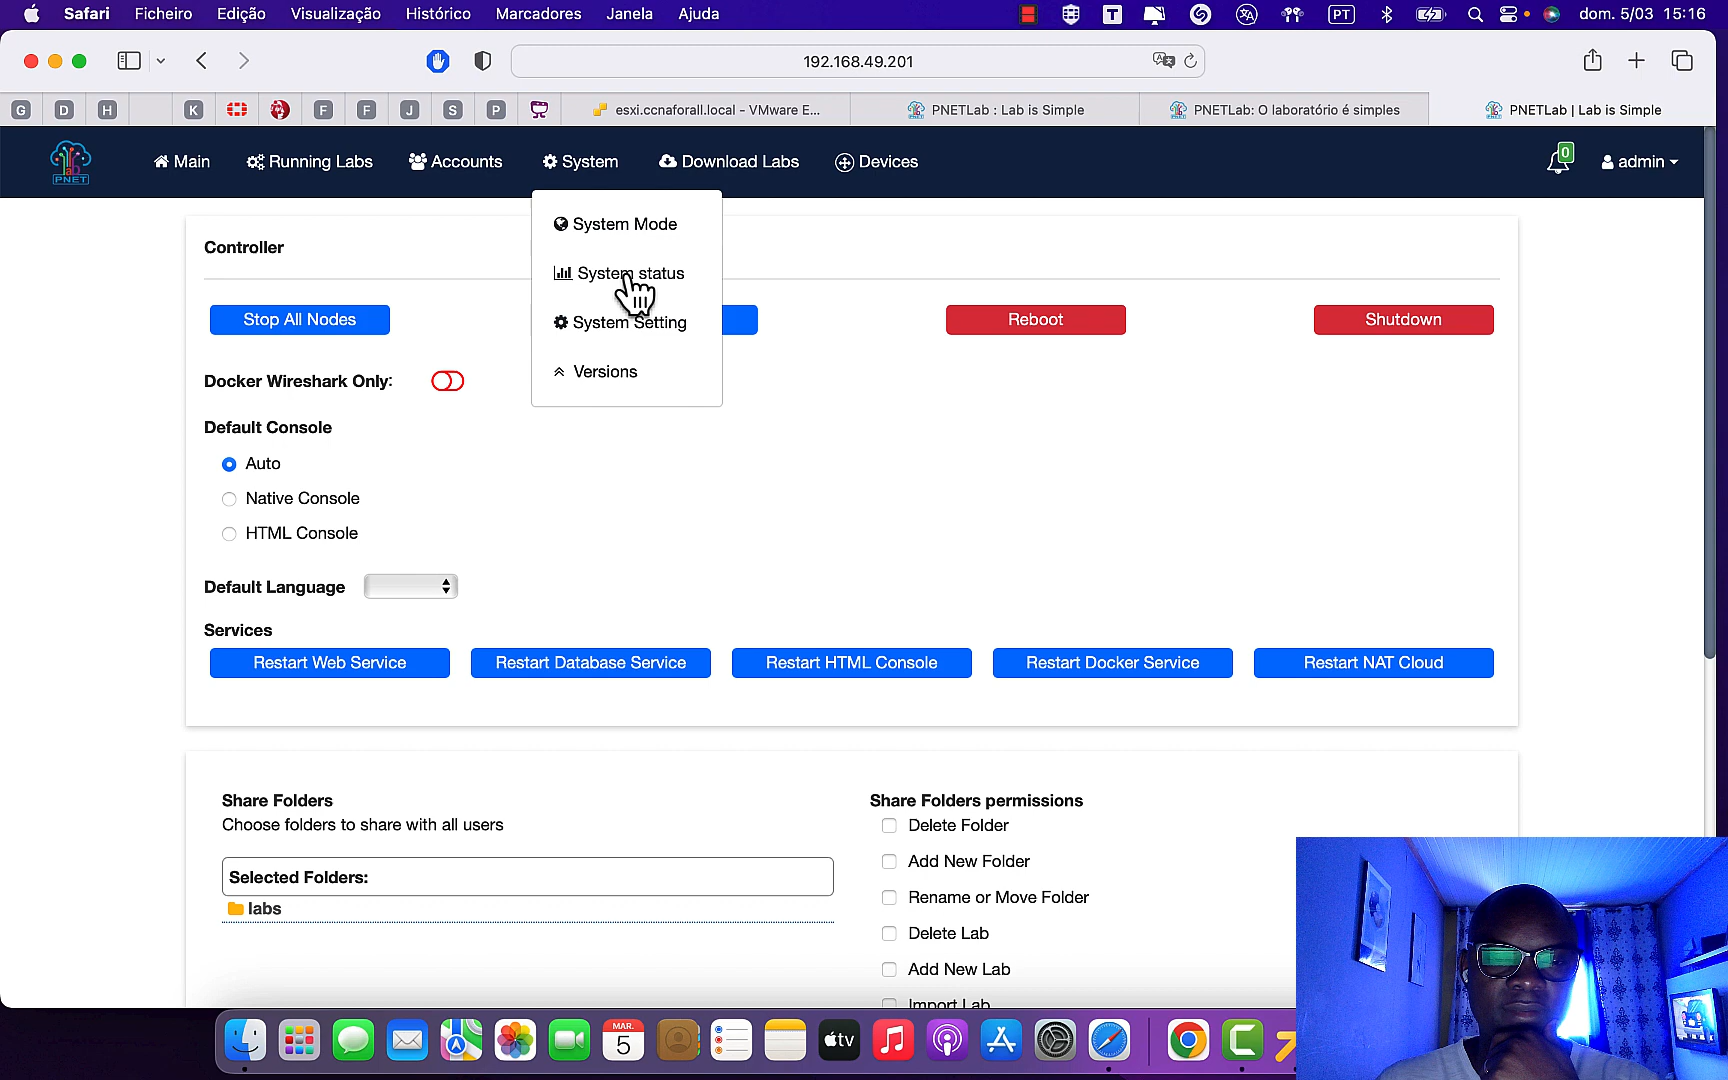 Safari Ficheiro Edição Visualização Histórico Marcadores Janela Ajuda T PT dom. 5/03 15:16
192.168.49.201
G D H K F F J S P esxi.ccnaforall.local - VMware E... PNETLab : Lab is Simple PNETLab: O laboratório é simples PNETLab | Lab is Simple
lab PNET Main Running Labs Accounts System Download Labs Devices 0 admin
System Mode
Controller
System status
Stop All Nodes Reboot Shutdown
System Setting
Versions
Docker Wireshark Only:
Default Console
Auto
Native Console
HTML Console
Default Language
Services
Restart Web Service Restart Database Service Restart HTML Console Restart Docker Service Restart NAT Cloud
Share Folders Share Folders permissions
Choose folders to share with all users Delete Folder
Add New Folder
Selected Folders:
Rename or Move Folder
labs
Delete Lab
Add New Lab
Import Lab
MAR.
5
tv